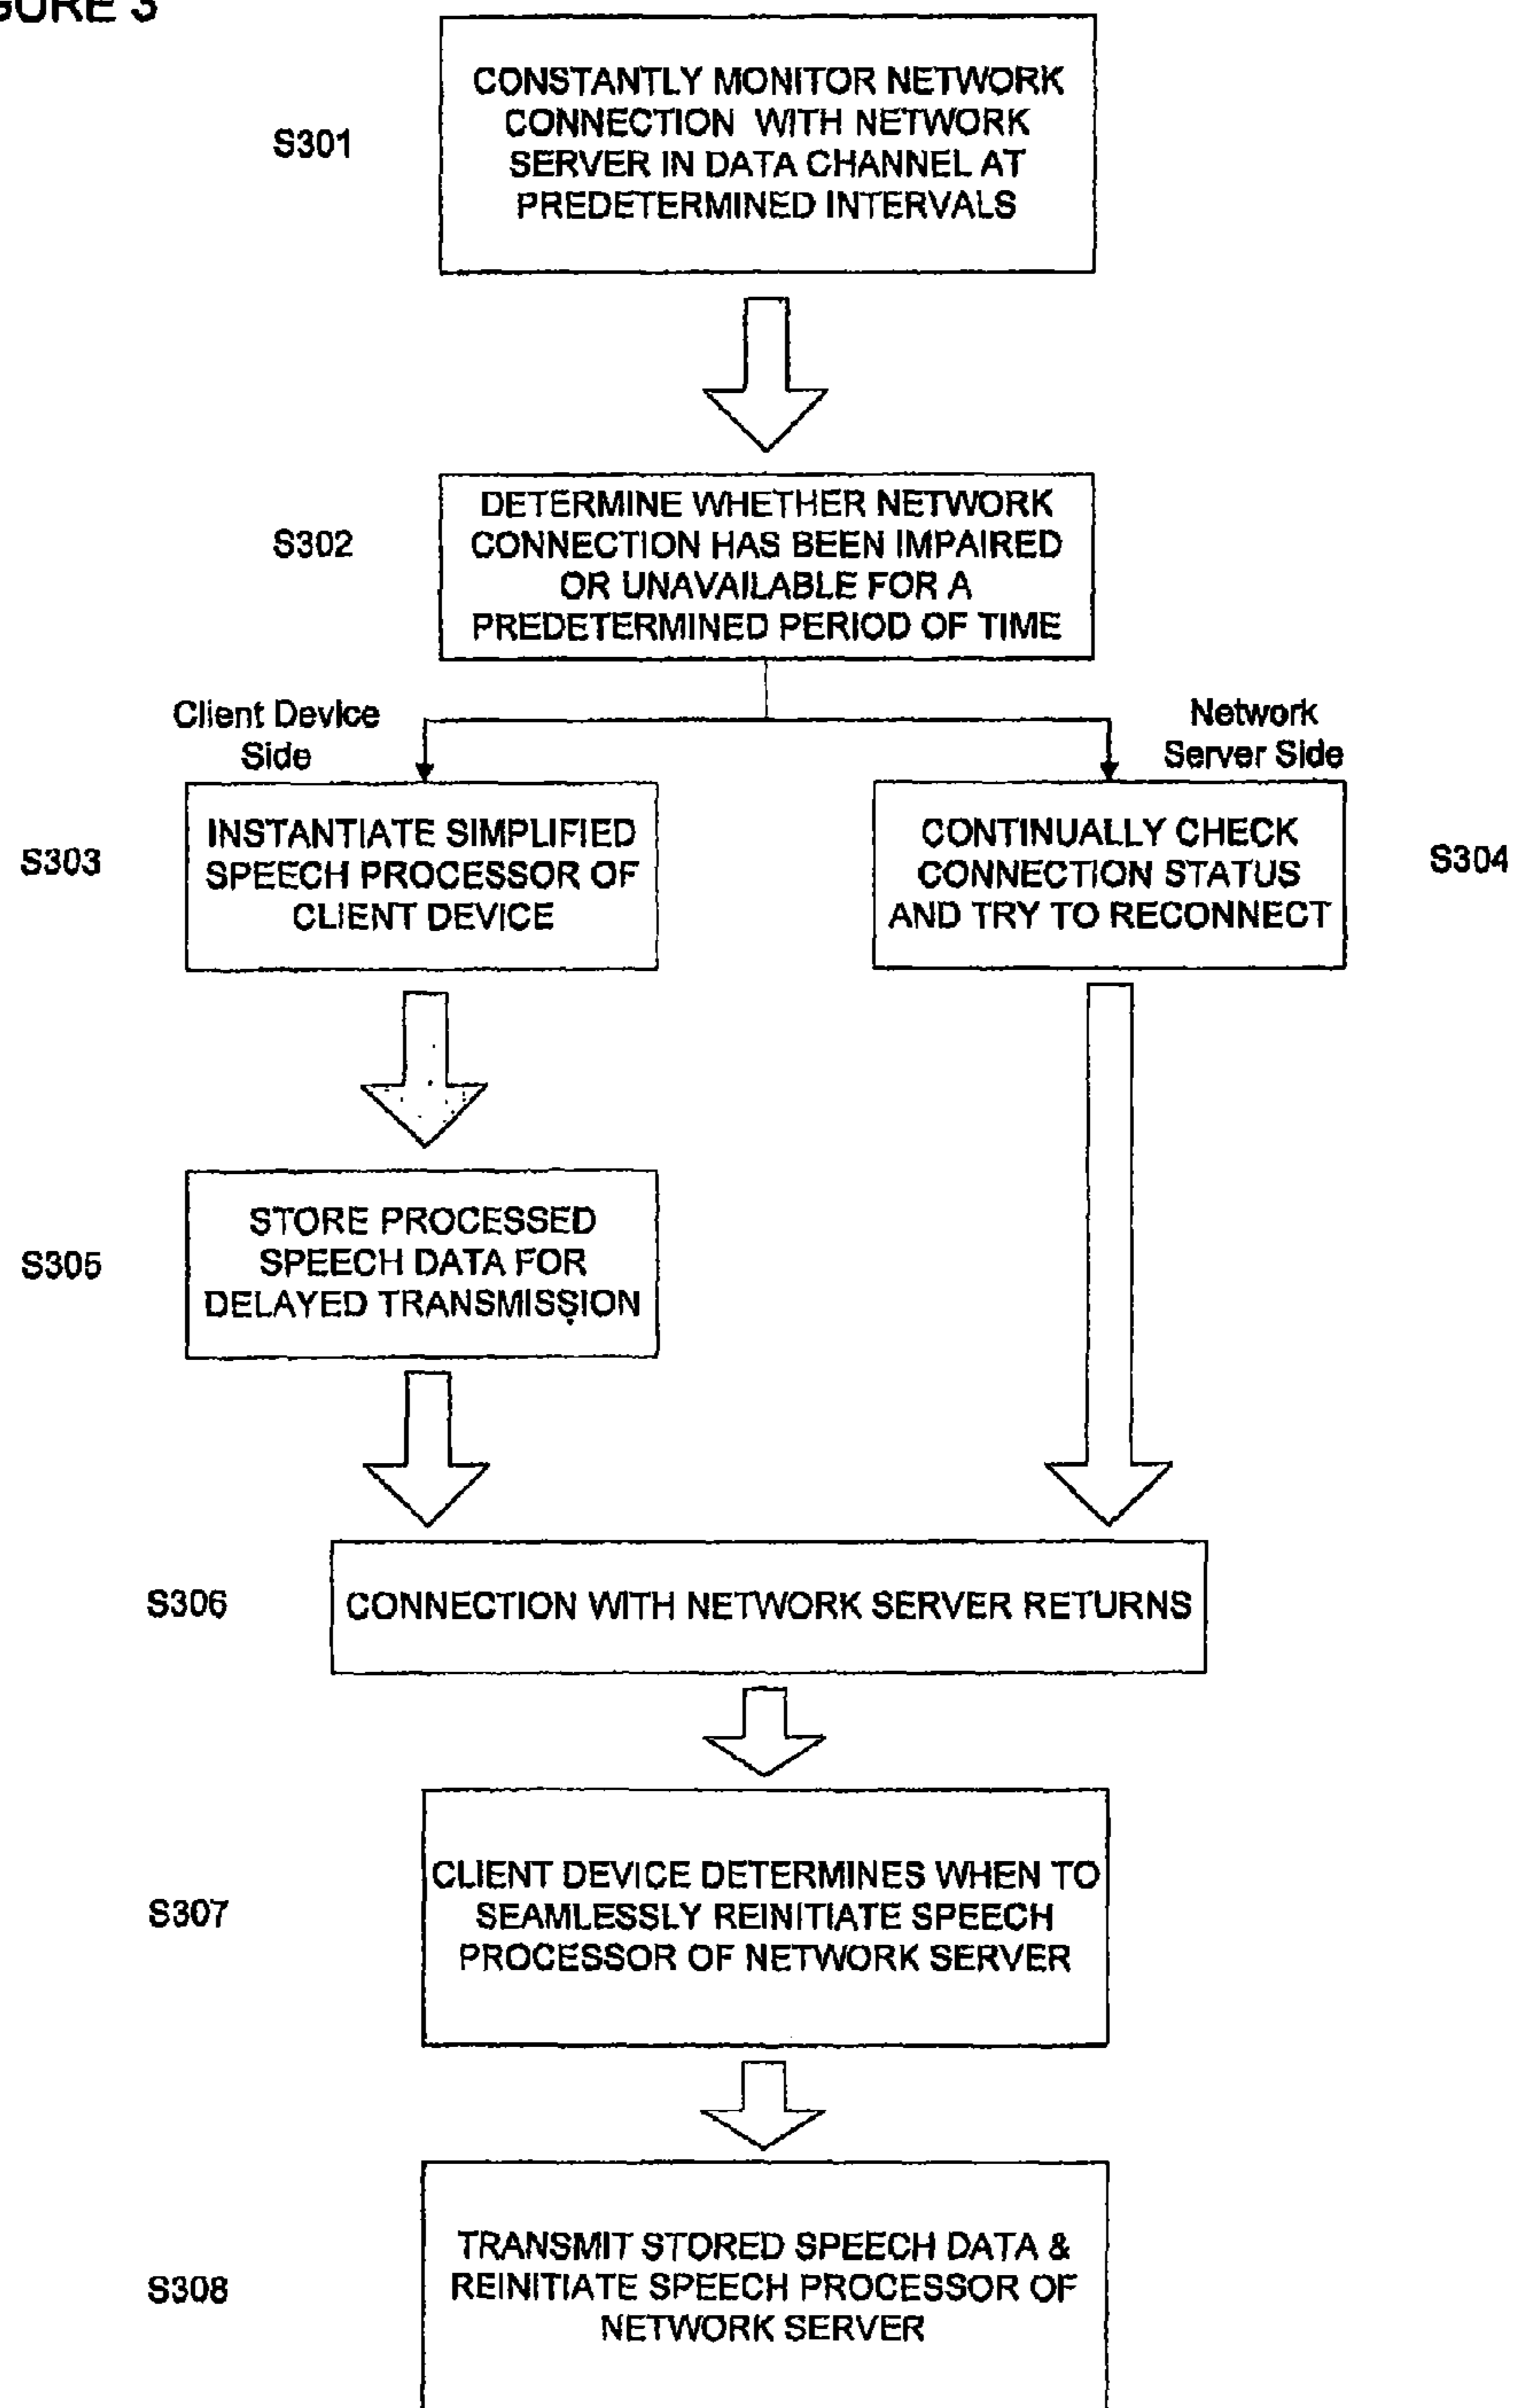 GURE 3
CONSTANTLY MONITOR NETWORK
CONNECTION WITH NETWORK
SERVER IN DATA CHANNEL AT
PREDETERMINED INTERVALS
S301
DETERMINE WHETHER NETWORK
CONNECTION HAS BEEN IMPAIRED
OR UNAVAILABLE FOR A
PREDETERMINED PERIOD OF TIME
S302
Client Device
Side
Network
Server Side
S303
INSTANTIATE SIMPLIFIED
SPEECH PROCESSOR OF
CLIENT DEVICE
CONTINUALLY CHECK
CONNECTION STATUS
AND TRY TO RECONNECT
S304
S305
STORE PROCESSED
SPEECH DATA FOR
DELAYED TRANSMISSION
S306
CONNECTION WITH NETWORK SERVER RETURNS
S307
CLIENT DEVICE DETERMINES WHEN TO
SEAMLESSLY REINITIATE SPEECH
PROCESSOR OF NETWORK SERVER
S308
TRANSMIT STORED SPEECH DATA &
REINITIATE SPEECH PROCESSOR OF
NETWORK SERVER